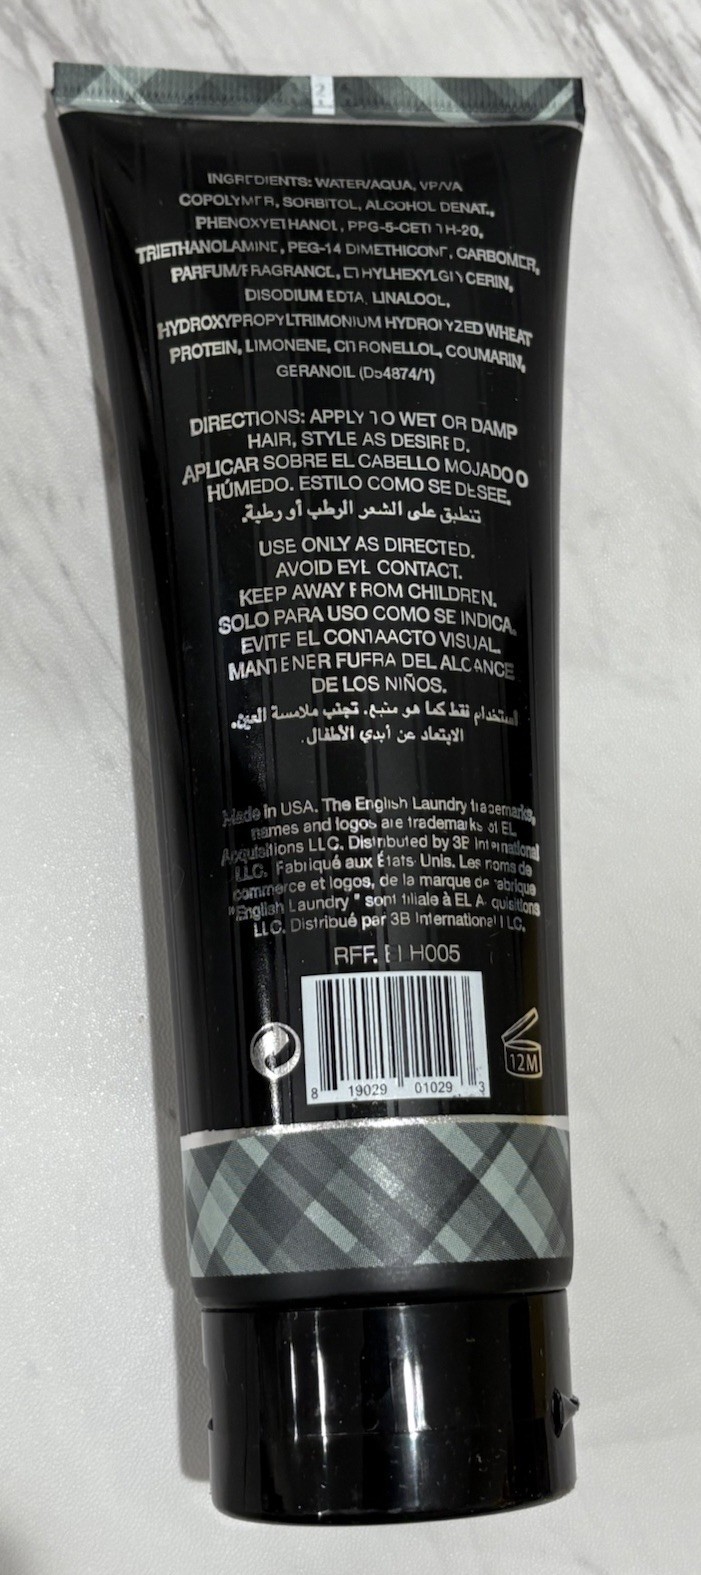 INGREDIENTS: WATER/AQUA, VP/VA
COPOLYMER, SORBITOL, ALCOHOL DENAT.,
PHENOXYETHANOL, PPG-5-CETETH-20,
TRIETHANOLAMINE, PEG-14 DIMETHICONE, CARBOMER,
PARFUM/FRAGRANCE, ETHYLHEXYLGLYCERIN,
DISODIUM EDTA, LINALOOL,
HYDROXYPROPYLTRIMONIUM HYDROLYZED WHEAT
PROTEIN, LIMONENE, CITRONELLOL, COUMARIN,
GERANOIL (D54874/1)
DIRECTIONS: APPLY TO WET OR DAMP
HAIR, STYLE AS DESIRED.
APLICAR SOBRE EL CABELLO MOJADO O
HÚMEDO. ESTILO COMO SE DESEE.
تنطبق على الشعر الرطب أو رطبة.
USE ONLY AS DIRECTED.
AVOID EYE CONTACT.
KEEP AWAY FROM CHILDREN.
SOLO PARA USO COMO SE INDICA.
EVITE EL CONTAACTO VISUAL.
MANTENER FUERA DEL ALCANCE
DE LOS NIÑOS.
استخدام فقط كما هو متبع. تجنب ملامسة العين.
الابتعاد عن أيدي الأطفال.
Made in USA. The English Laundry trademarks,
names and logos are trademarks of EL
Acquisitions LLC. Distributed by 3B International
LLC. Fabriqué aux États-Unis. Les noms de
commerce et logos, de la marque de fabrique
"English Laundry" sont filiale à EL Acquisitions
LLC. Distribué par 3B International LLC.
REF. ELH005
8 19029 01029 3
12M